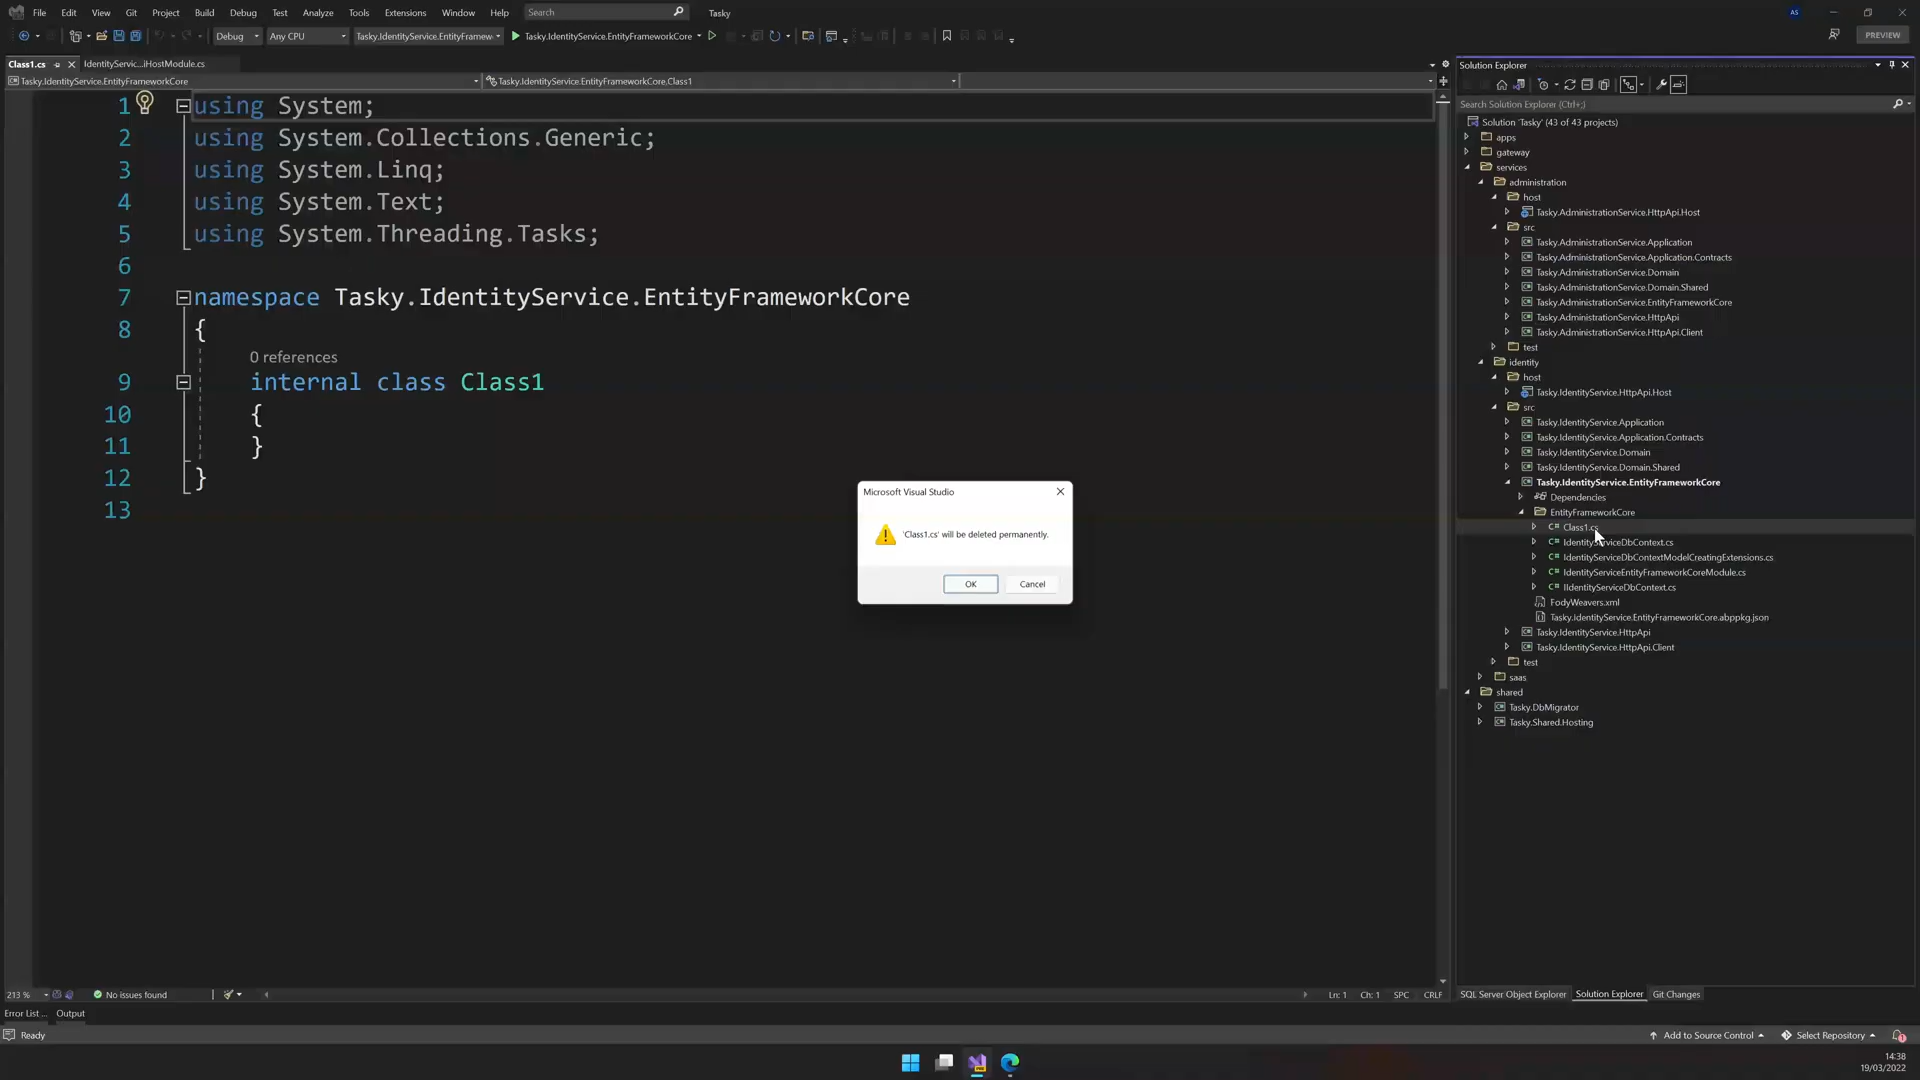 File Edit View Git Project Build Debug Test Analyze Tools Extensions Window Help Search Tasky AS
Debug Any CPU Tasky.IdentityService.EntityFramew Tasky.IdentityService.EntityFrameworkCore PREVIEW
Class1.cs IdentityServic...iHostModule.cs
Tasky.IdentityService.EntityFrameworkCore Tasky.IdentityService.EntityFrameworkCore.Class1
1 using System;
2 using System.Collections.Generic;
3 using System.Linq;
4 using System.Text;
5 using System.Threading.Tasks;
6
7 namespace Tasky.IdentityService.EntityFrameworkCore
8 {
0 references
9 internal class Class1
10 {
11 }
12 }
13
Microsoft Visual Studio
'Class1.cs' will be deleted permanently.
OK Cancel
Solution Explorer
Search Solution Explorer (Ctrl+;)
Solution 'Tasky' (43 of 43 projects)
apps
gateway
services
administration
host
Tasky.AdministrationService.HttpApi.Host
src
Tasky.AdministrationService.Application
Tasky.AdministrationService.Application.Contracts
Tasky.AdministrationService.Domain
Tasky.AdministrationService.Domain.Shared
Tasky.AdministrationService.EntityFrameworkCore
Tasky.AdministrationService.HttpApi
Tasky.AdministrationService.HttpApi.Client
test
identity
host
Tasky.IdentityService.HttpApi.Host
src
Tasky.IdentityService.Application
Tasky.IdentityService.Application.Contracts
Tasky.IdentityService.Domain
Tasky.IdentityService.Domain.Shared
Tasky.IdentityService.EntityFrameworkCore
Dependencies
EntityFrameworkCore
C# Class1.cs
C# IdentityServiceDbContext.cs
C# IdentityServiceDbContextModelCreatingExtensions.cs
C# IdentityServiceEntityFrameworkCoreModule.cs
C# IIdentityServiceDbContext.cs
FodyWeavers.xml
Tasky.IdentityService.EntityFrameworkCore.abppkg.json
Tasky.IdentityService.HttpApi
Tasky.IdentityService.HttpApi.Client
test
saas
shared
Tasky.DbMigrator
Tasky.Shared.Hosting
213 % No issues found Ln: 1 Ch: 1 SPC CRLF
SQL Server Object Explorer Solution Explorer Git Changes
Error List ... Output
Ready Add to Source Control Select Repository
14:38
19/03/2022